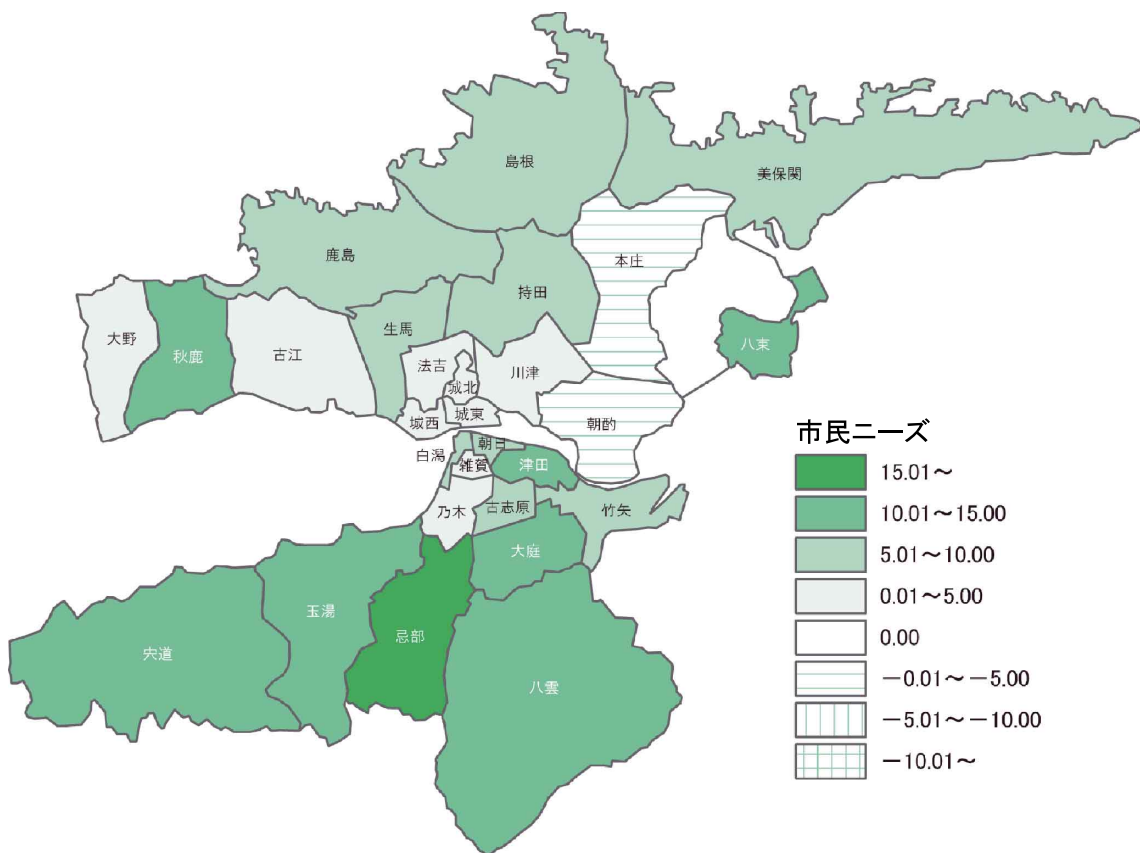 島根
美保関
鹿島
本庄
持田
大野
秋鹿
古江
生馬
法吉
城北
川津
八束
城西
城東
朝酌
白潟
朝日
雑賀
津田
乃木
古志原
竹矢
大庭
玉湯
忌部
宍道
八雲
市民ニーズ
15.01～
10.01～15.00
5.01～10.00
0.01～5.00
0.00
－0.01～－5.00
－5.01～－10.00
－10.01～